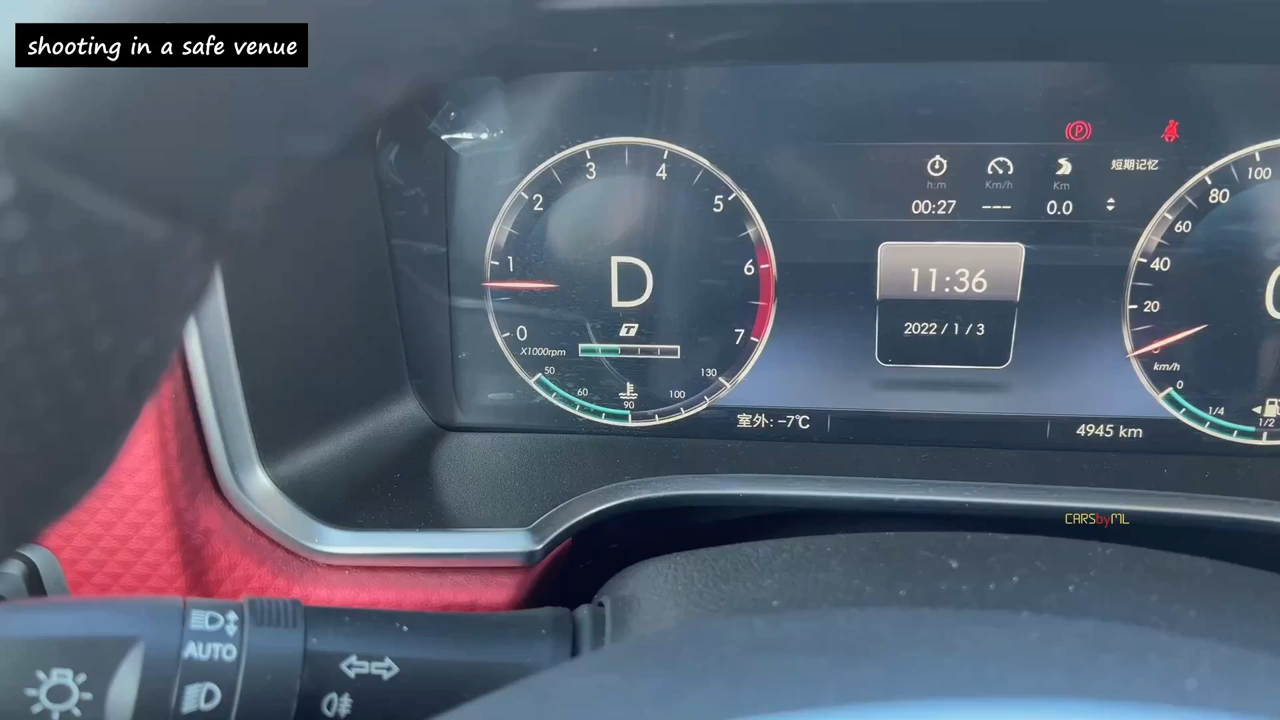 shooting in a safe venue
0
1
2
3
4
5
6
7
D
T
X1000rpm
50
60
90
100
130
h:m
Km/h
Km
短期记忆
00:27
---
0.0
11:36
2022 / 1 / 3
室外: -7℃
4945 km
20
40
60
80
100
km/h
0
1/4
1/2
CARSbyML
AUTO